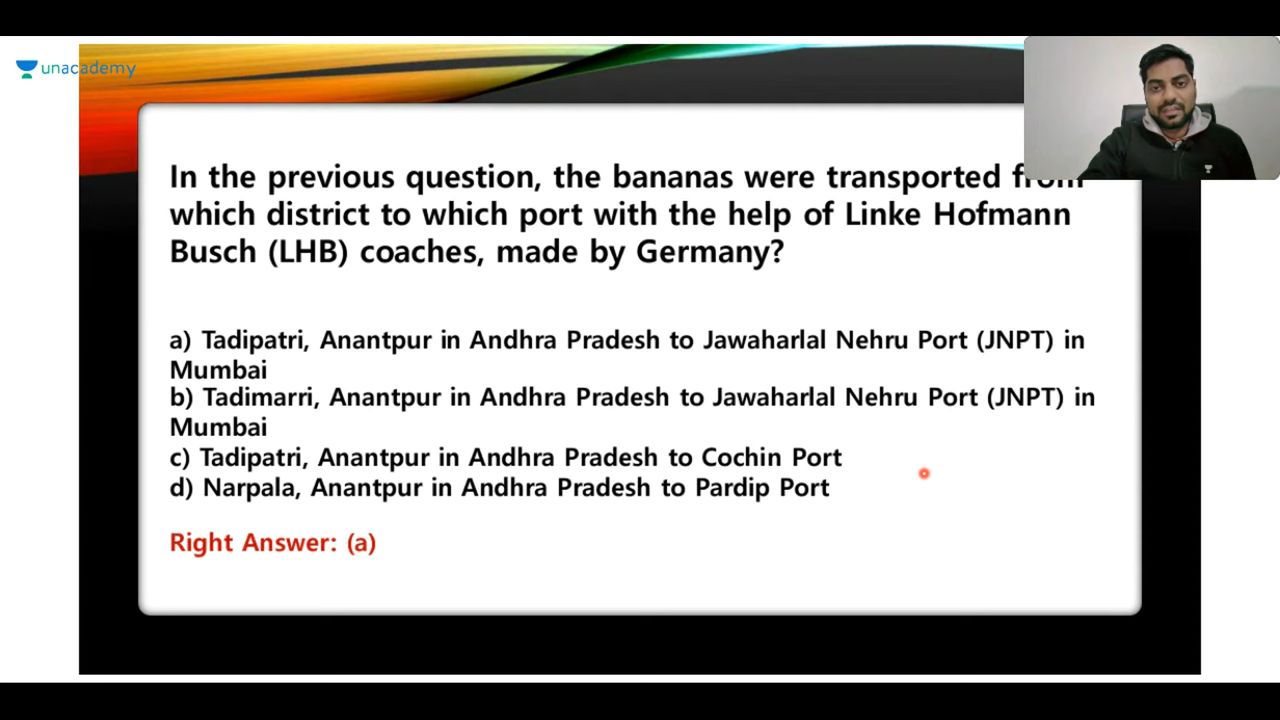 unacademy
In the previous question, the bananas were transported from
which district to which port with the help of Linke Hofmann
Busch (LHB) coaches, made by Germany?
a) Tadipatri, Anantpur in Andhra Pradesh to Jawaharlal Nehru Port (JNPT) in
Mumbai
b) Tadimarri, Anantpur in Andhra Pradesh to Jawaharlal Nehru Port (JNPT) in
Mumbai
c) Tadipatri, Anantpur in Andhra Pradesh to Cochin Port
d) Narpala, Anantpur in Andhra Pradesh to Pardip Port
Right Answer: (a)